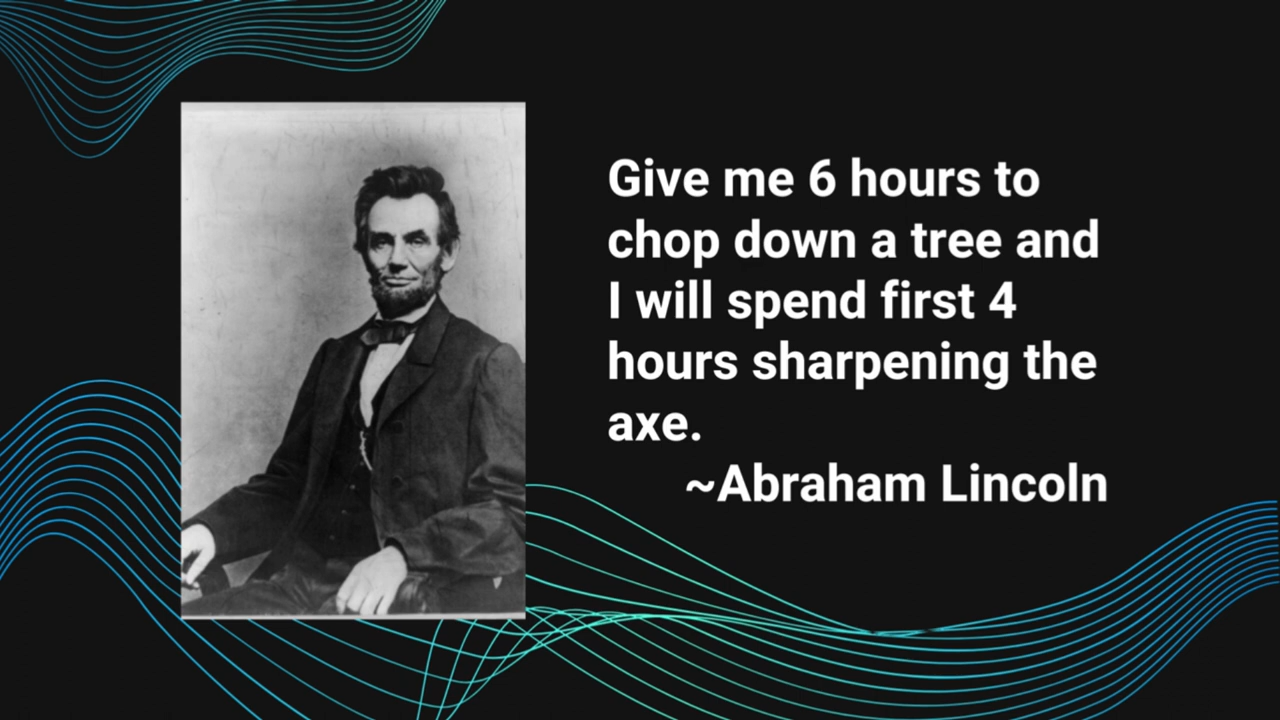 Give me 6 hours to
chop down a tree and
I will spend first 4
hours sharpening the
axe.
~Abraham Lincoln